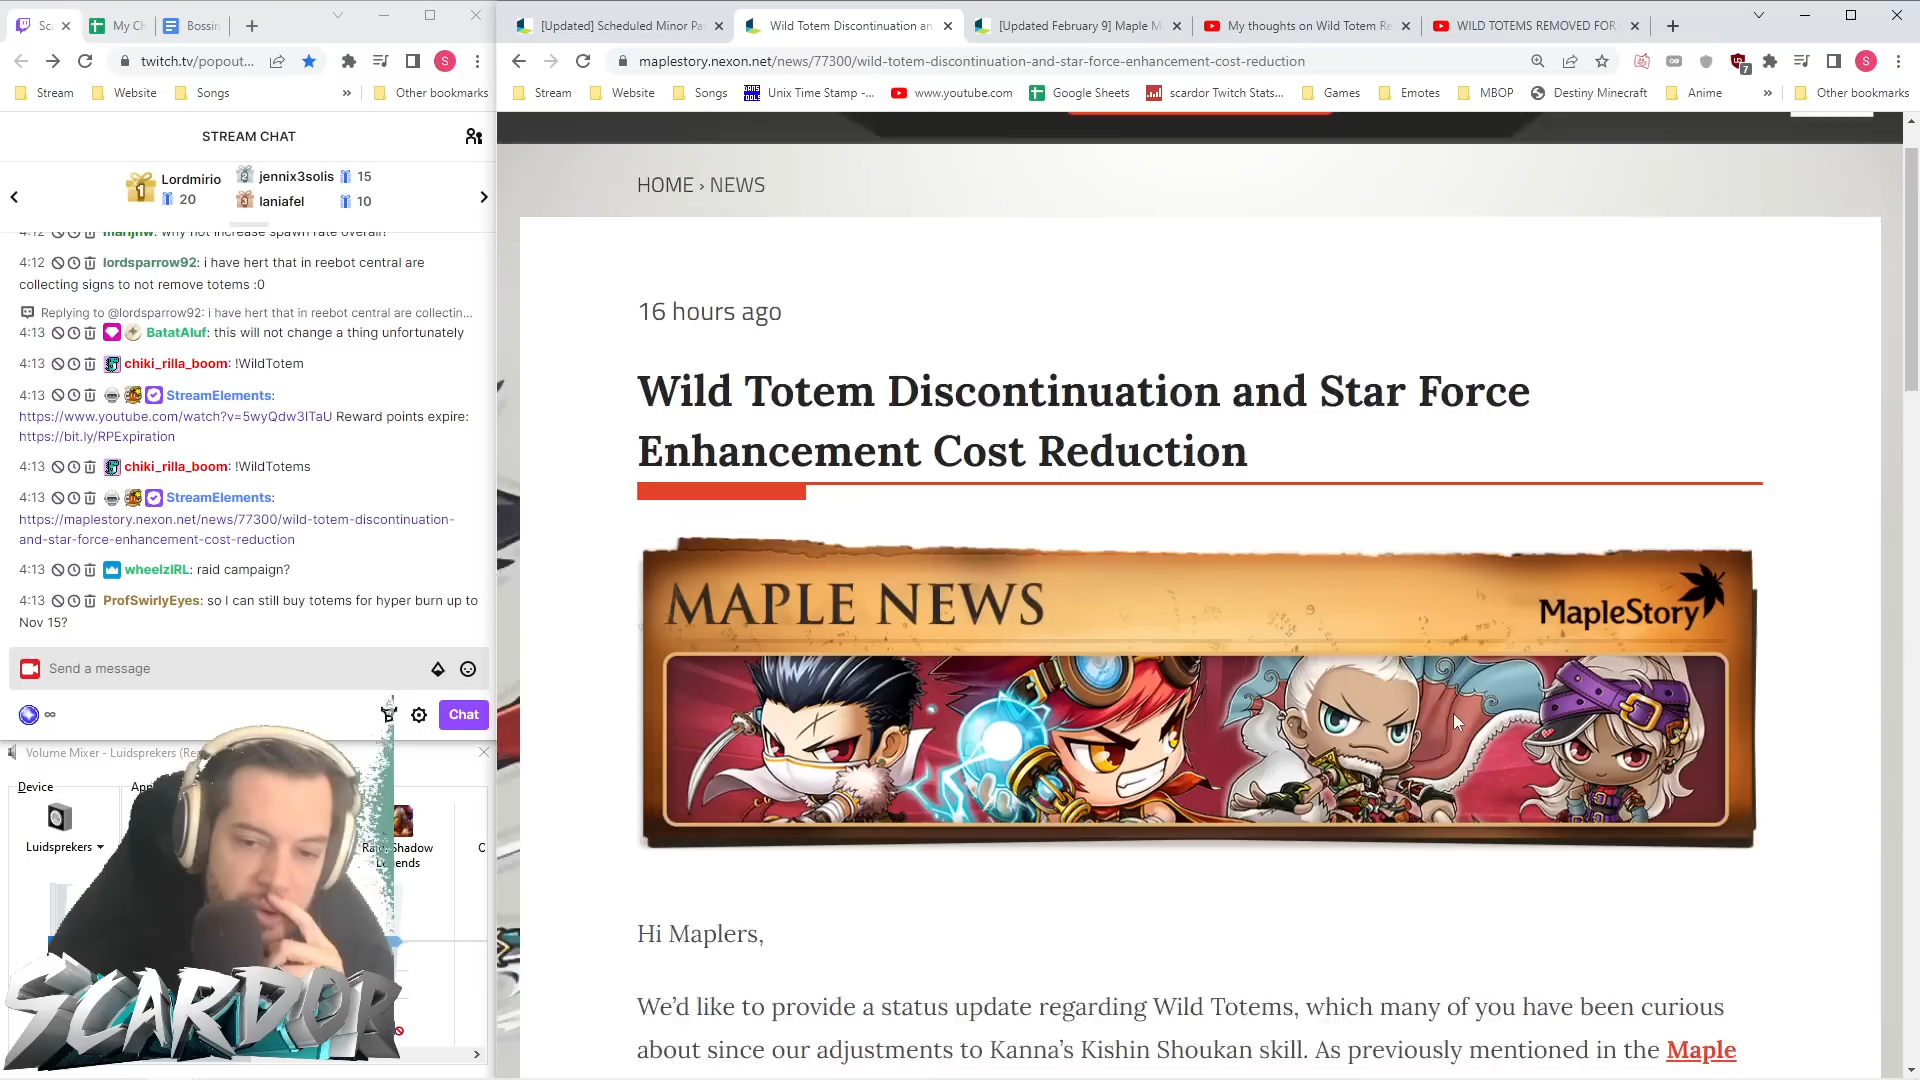 Sc
My Ch
Bossin
twitch.tv/popout...
Stream
Website
Songs
»
Other bookmarks
STREAM CHAT
Lordmirio
20
jennix3solis 15
laniafel 10
4:12 marijnw: why not increase spawn rate overall?
4:12 lordsparrow92: i have hert that in reebot central are
collecting signs to not remove totems :0
Replying to @lordsparrow92: i have hert that in reebot central are collectin...
4:13 BatatAluf: this will not change a thing unfortunately
4:13 chiki_rilla_boom: !WildTotem
4:13 StreamElements:
https://www.youtube.com/watch?v=5wyQdw3ITaU Reward points expire:
https://bit.ly/RPExpiration
4:13 chiki_rilla_boom: !WildTotems
4:13 StreamElements:
https://maplestory.nexon.net/news/77300/wild-totem-discontinuation-
and-star-force-enhancement-cost-reduction
4:13 wheelzIRL: raid campaign?
4:13 ProfSwirlyEyes: so I can still buy totems for hyper burn up to
Nov 15?
Send a message
∞
Chat
Volume Mixer - Luidsprekers (Re
Device
App
Luidsprekers
Raid: Shadow
Legends
SCARDOR
[Updated] Scheduled Minor Pa
Wild Totem Discontinuation an
[Updated February 9] Maple M
My thoughts on Wild Totem Re
WILD TOTEMS REMOVED FOR
maplestory.nexon.net/news/77300/wild-totem-discontinuation-and-star-force-enhancement-cost-reduction
7
S
Stream
Website
Songs
Unix Time Stamp -...
www.youtube.com
Google Sheets
scardor Twitch Stats...
Games
Emotes
MBOP
Destiny Minecraft
Anime
»
Other bookmarks
HOME › NEWS
16 hours ago
Wild Totem Discontinuation and Star Force
Enhancement Cost Reduction
MAPLE NEWS
MapleStory
Hi Maplers,
We'd like to provide a status update regarding Wild Totems, which many of you have been curious
about since our adjustments to Kanna's Kishin Shoukan skill. As previously mentioned in the Maple